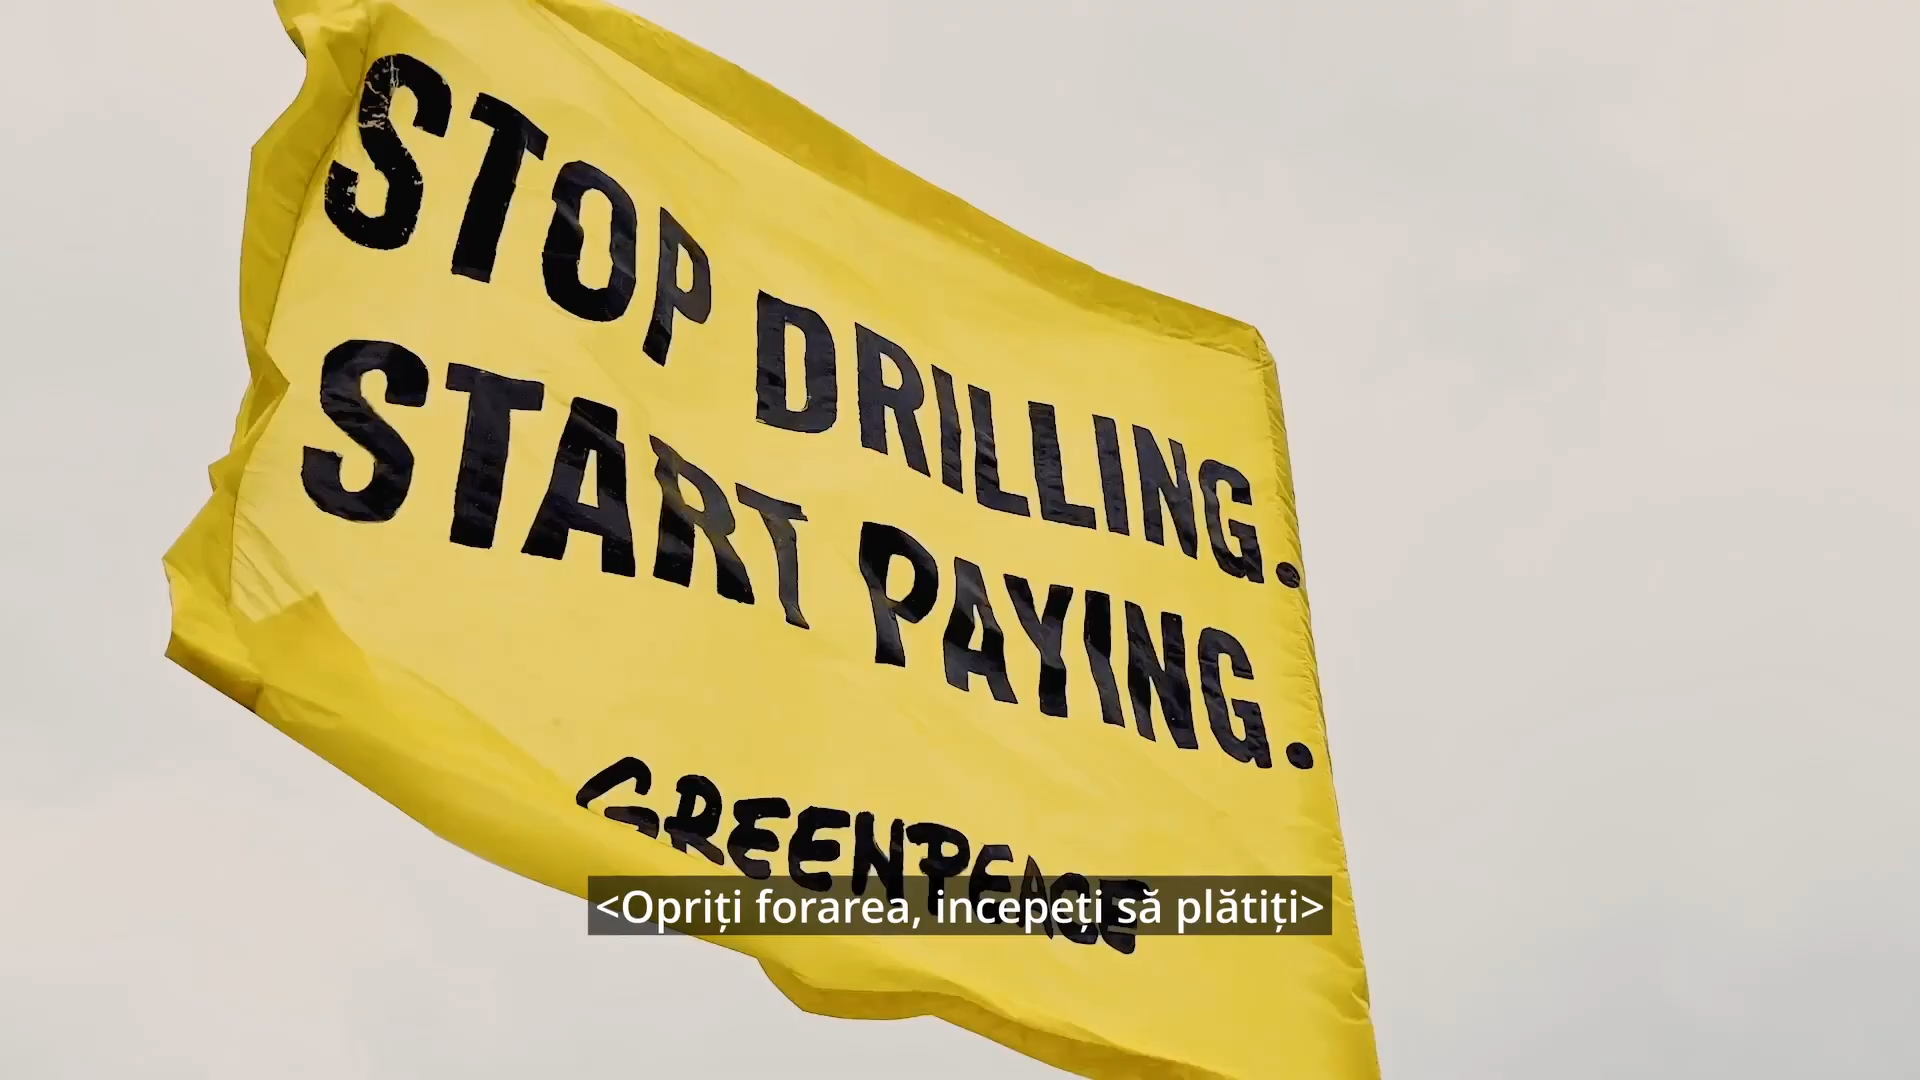 STOP DRILLING.
START PAYING.
GREENPEACE
<Opriți forarea, incepeți să plătiți>